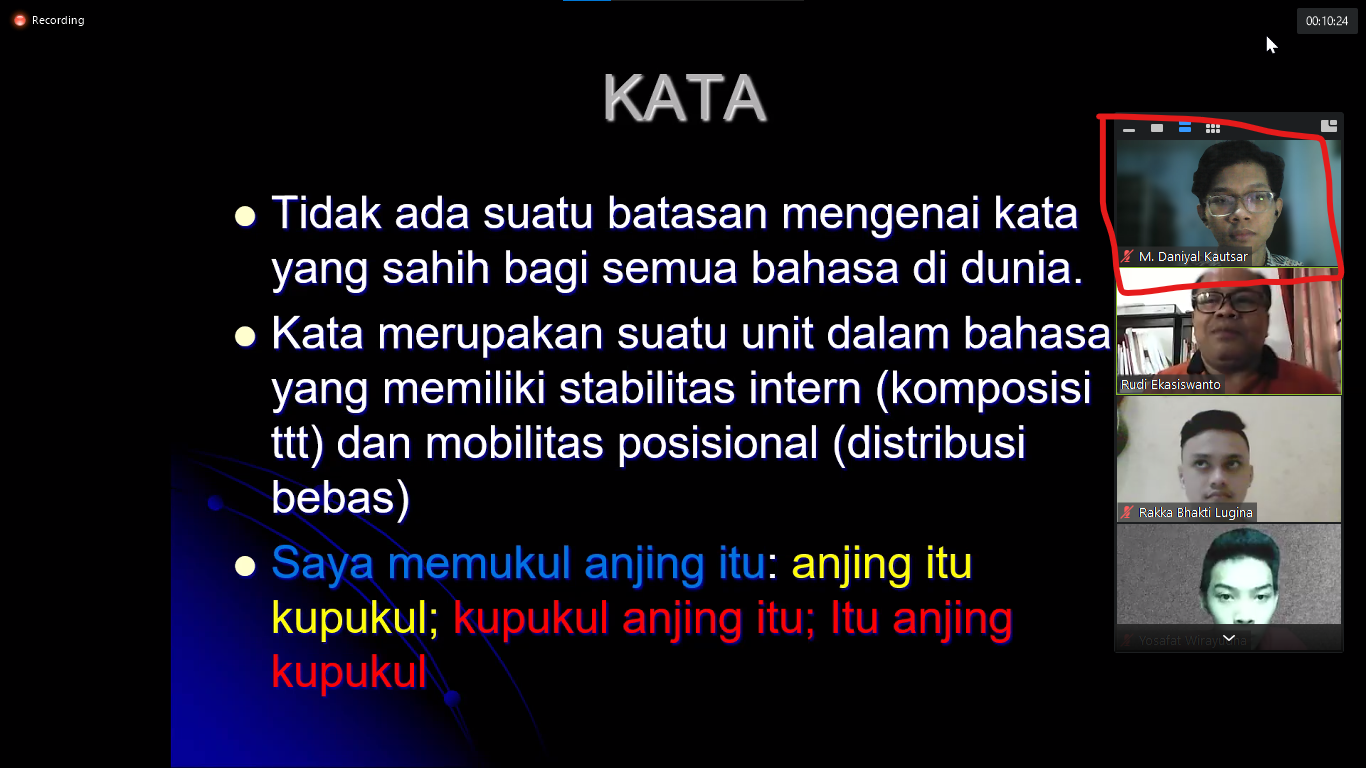 Recording
00:10:24
KATA
Tidak ada suatu batasan mengenai kata
yang sahih bagi semua bahasa di dunia.
Kata merupakan suatu unit dalam bahasa
yang memiliki stabilitas intern (komposisi
ttt) dan mobilitas posisional (distribusi
bebas)
Saya memukul anjing itu: anjing itu
kupukul; kupukul anjing itu; Itu anjing
kupukul
M. Daniyal Kautsar
Rudi Ekasiswanto
Rakka Bhakti Lugina
Yosafat